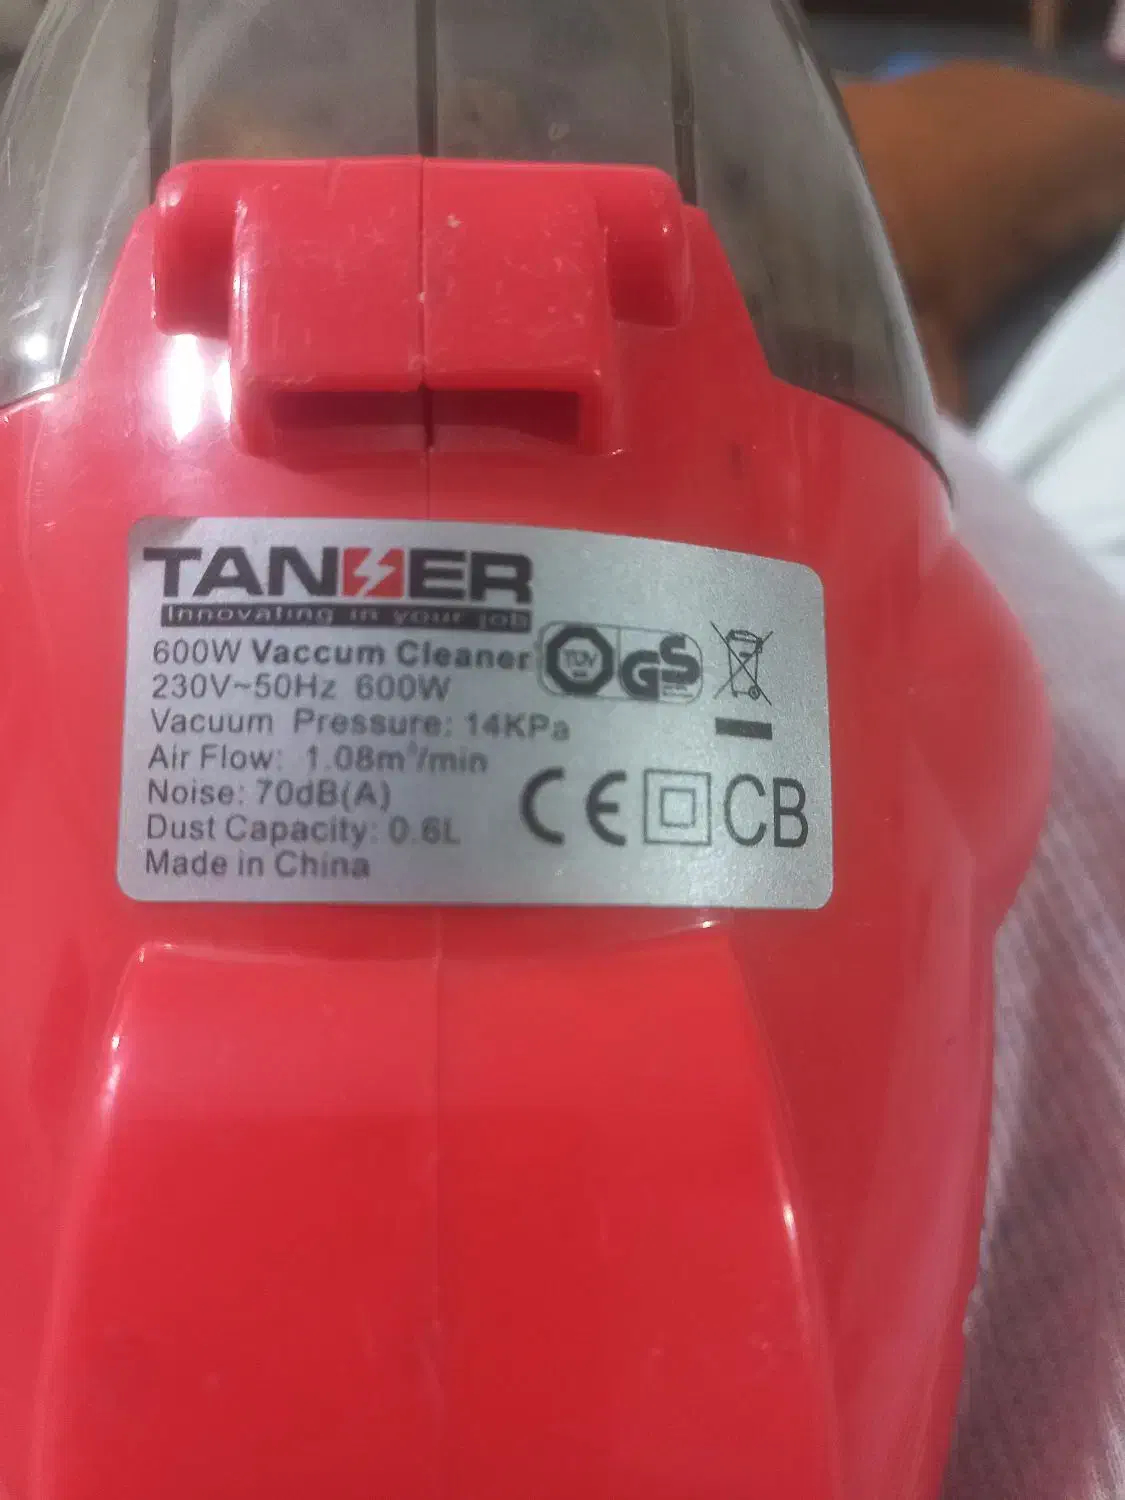 TANKER
Innovating in your job
600W Vaccum Cleaner
TUV GS
230V~50Hz 600W
Vacuum Pressure: 14KPa
Air Flow: 1.08m³/min
Noise: 70dB(A)
Dust Capacity: 0.6L
Made in China
CE CB